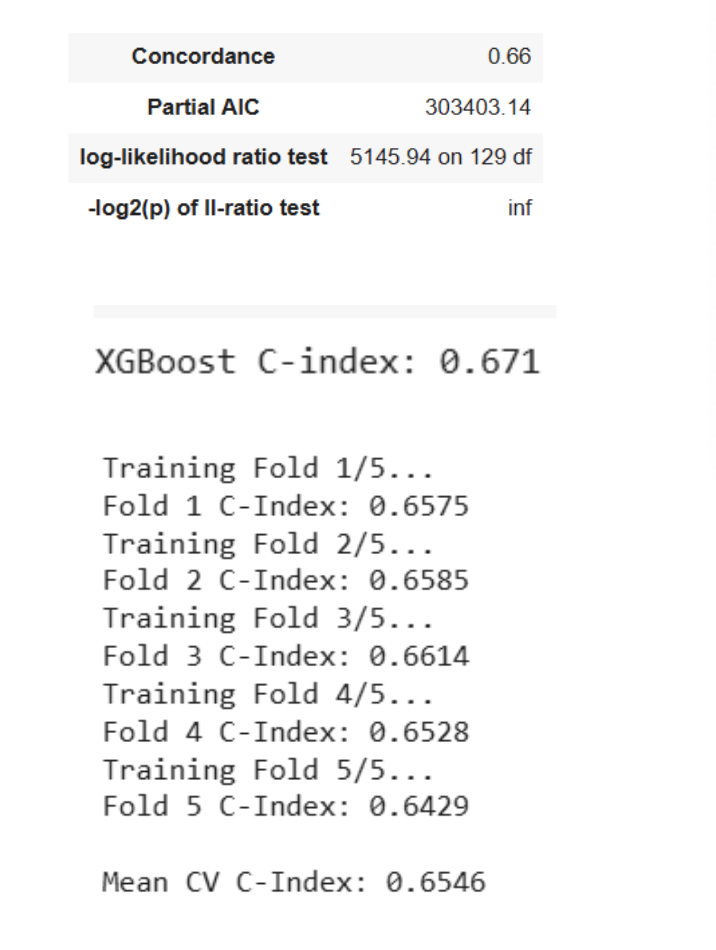 Concordance 0.66
Partial AIC 303403.14
log-likelihood ratio test 5145.94 on 129 df
-log2(p) of ll-ratio test inf
XGBoost C-index: 0.671
Training Fold 1/5...
Fold 1 C-Index: 0.6575
Training Fold 2/5...
Fold 2 C-Index: 0.6585
Training Fold 3/5...
Fold 3 C-Index: 0.6614
Training Fold 4/5...
Fold 4 C-Index: 0.6528
Training Fold 5/5...
Fold 5 C-Index: 0.6429
Mean CV C-Index: 0.6546